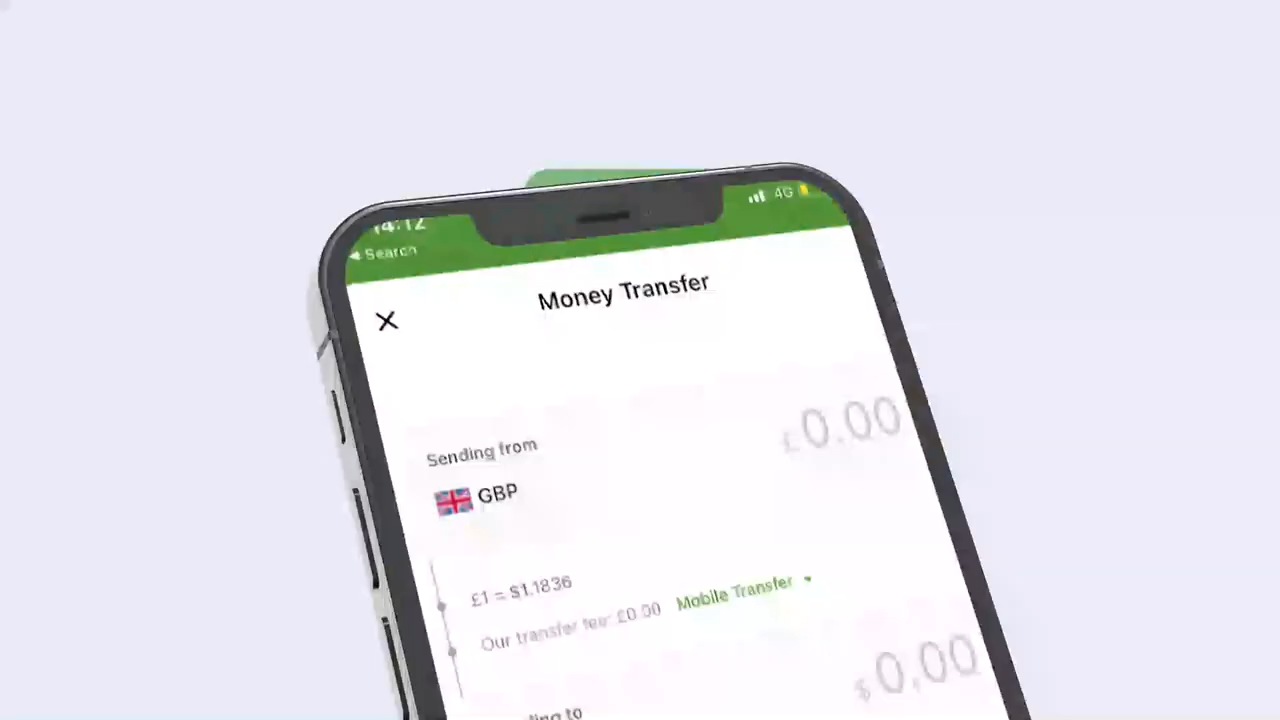 14:12
4G
Search
Money Transfer
£0.00
Sending from
GBP
£1 = $1.1836
Our transfer fee: £0.00 Mobile Transfer
$0.00
to